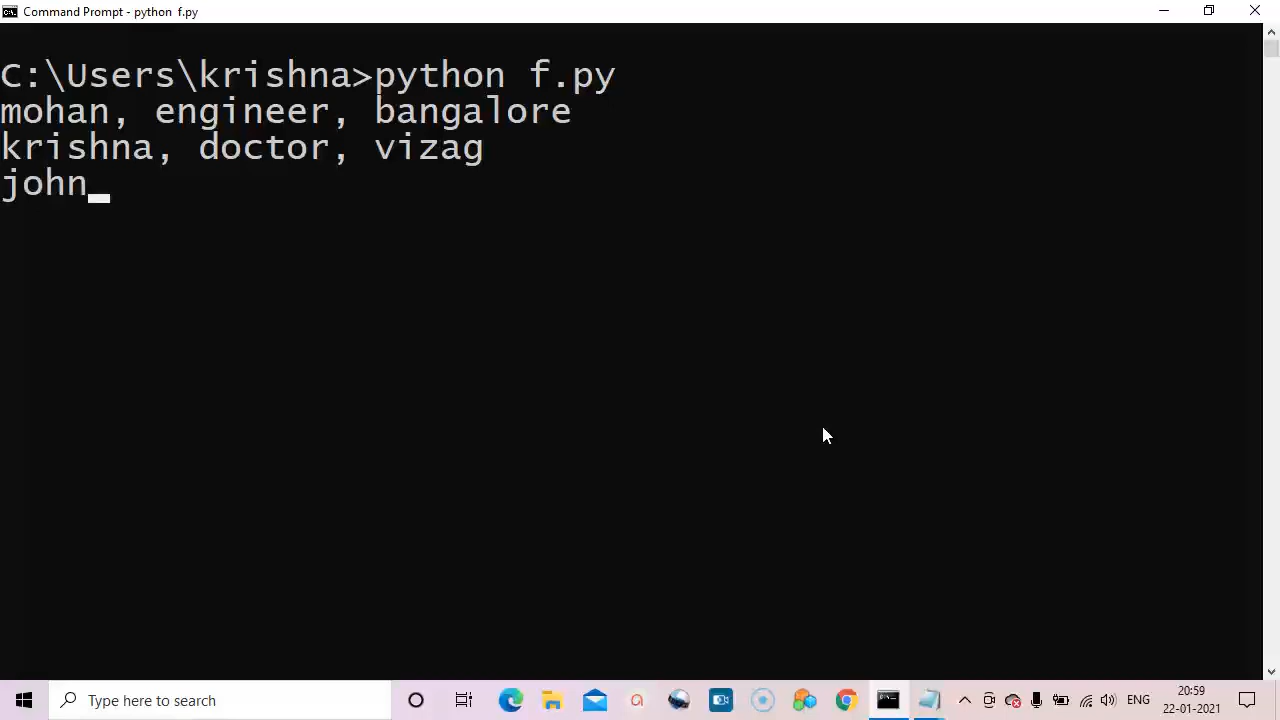 Command Prompt - python f.py
C:\Users\krishna>python f.py
mohan, engineer, bangalore
krishna, doctor, vizag
john
Type here to search
ENG
20:59
22-01-2021